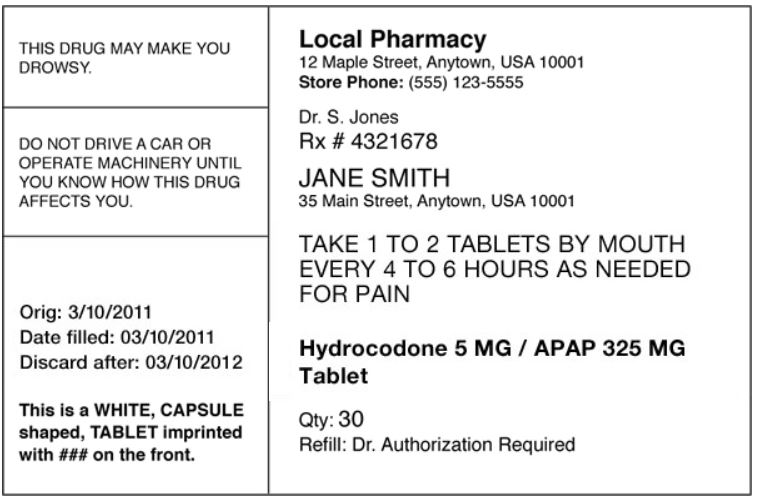 THIS DRUG MAY MAKE YOU
DROWSY.
DO NOT DRIVE A CAR OR
OPERATE MACHINERY UNTIL
YOU KNOW HOW THIS DRUG
AFFECTS YOU.
Orig: 3/10/2011
Date filled: 03/10/2011
Discard after: 03/10/2012
This is a WHITE, CAPSULE
shaped, TABLET imprinted
with ### on the front.
Local Pharmacy
12 Maple Street, Anytown, USA 10001
Store Phone: (555) 123-5555
Dr. S. Jones
Rx # 4321678
JANE SMITH
35 Main Street, Anytown, USA 10001
TAKE 1 TO 2 TABLETS BY MOUTH
EVERY 4 TO 6 HOURS AS NEEDED
FOR PAIN
Hydrocodone 5 MG / APAP 325 MG
Tablet
Qty: 30
Refill: Dr. Authorization Required